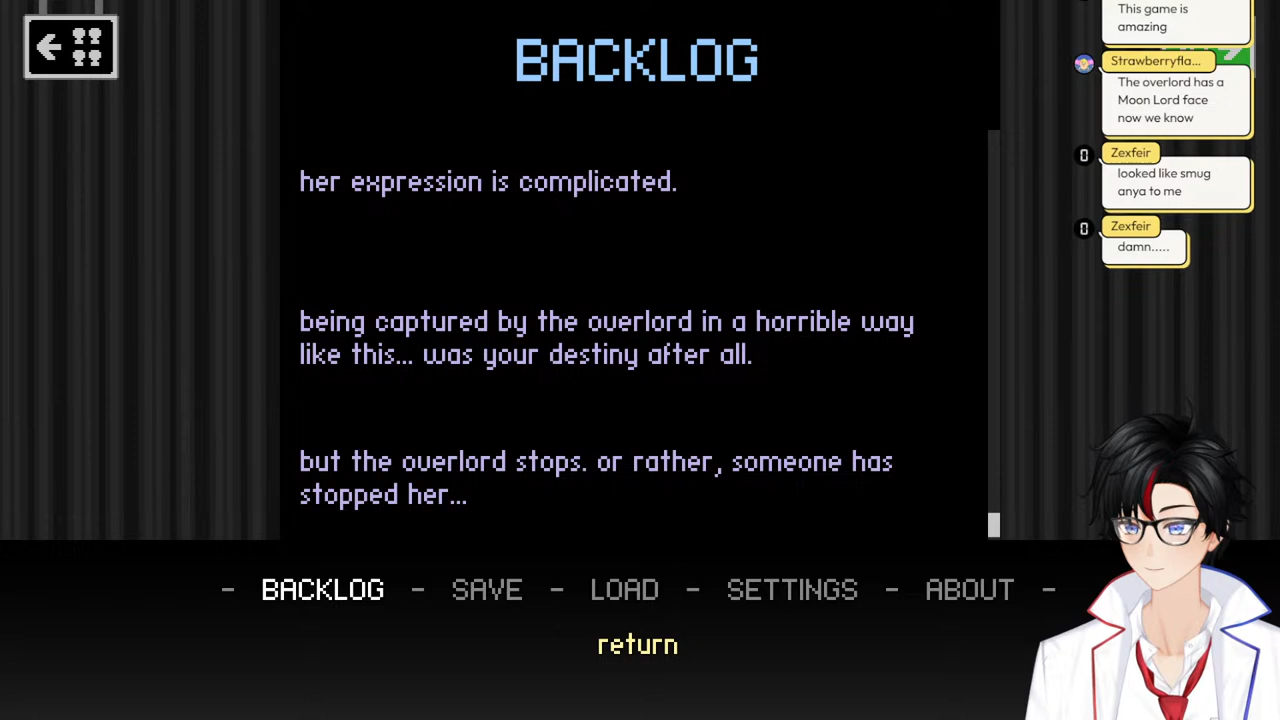 BACKLOG
her expression is complicated.
being captured by the overlord in a horrible way
like this... was your destiny after all.
but the overlord stops. or rather, someone has
stopped her...
- BACKLOG - SAVE - LOAD - SETTINGS - ABOUT -
return
This game is
amazing
Strawberryfla...
The overlord has a
Moon Lord face
now we know
Zexfeir
looked like smug
anya to me
Zexfeir
damn.....